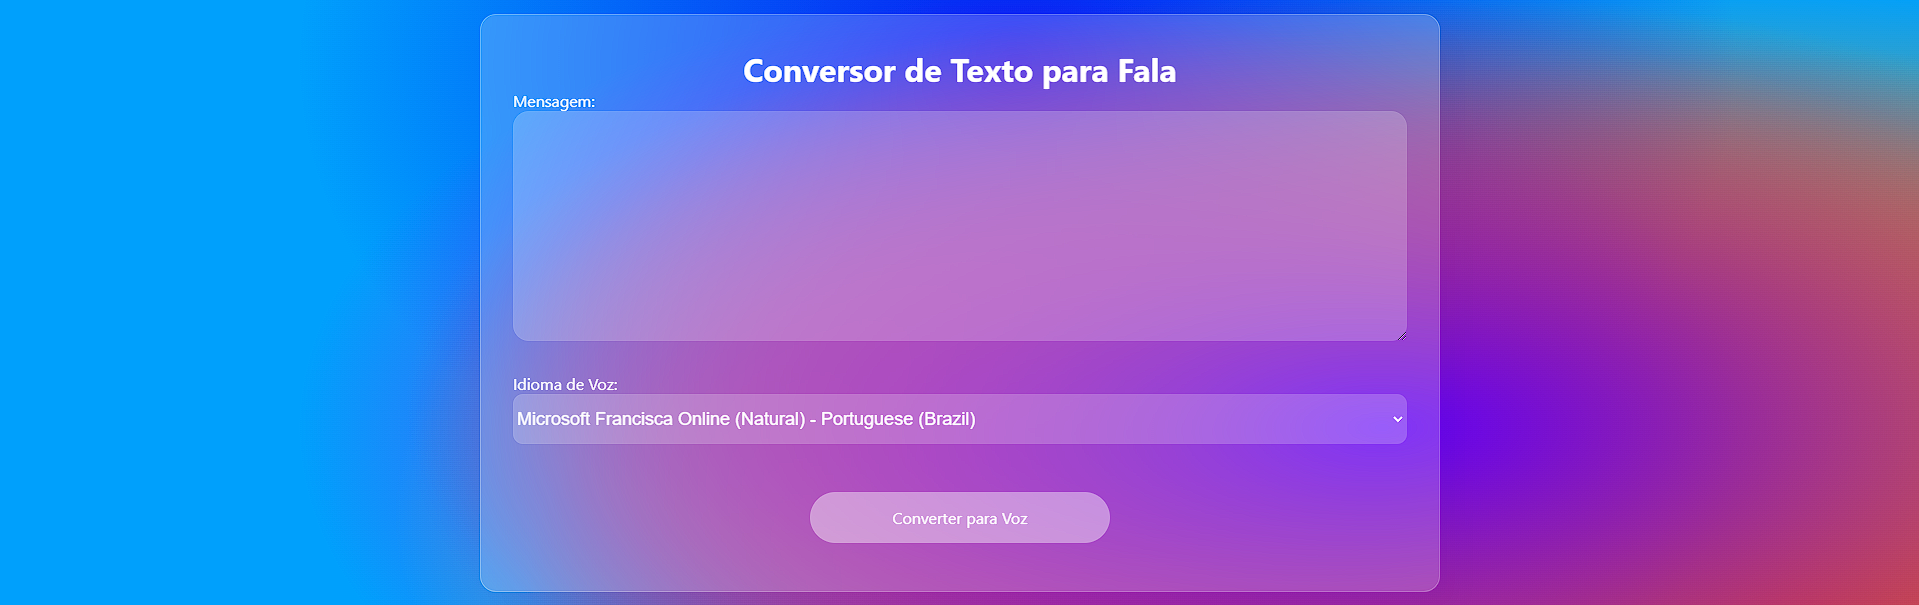 Conversor de Texto para Fala
Mensagem:
Idioma de Voz:
Microsoft Francisca Online (Natural) - Portuguese (Brazil)
Converter para Voz